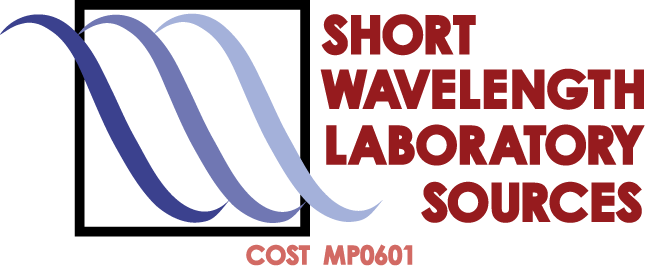 SHORT
WAVELENGTH
LABORATORY
SOURCES
COST MP0601